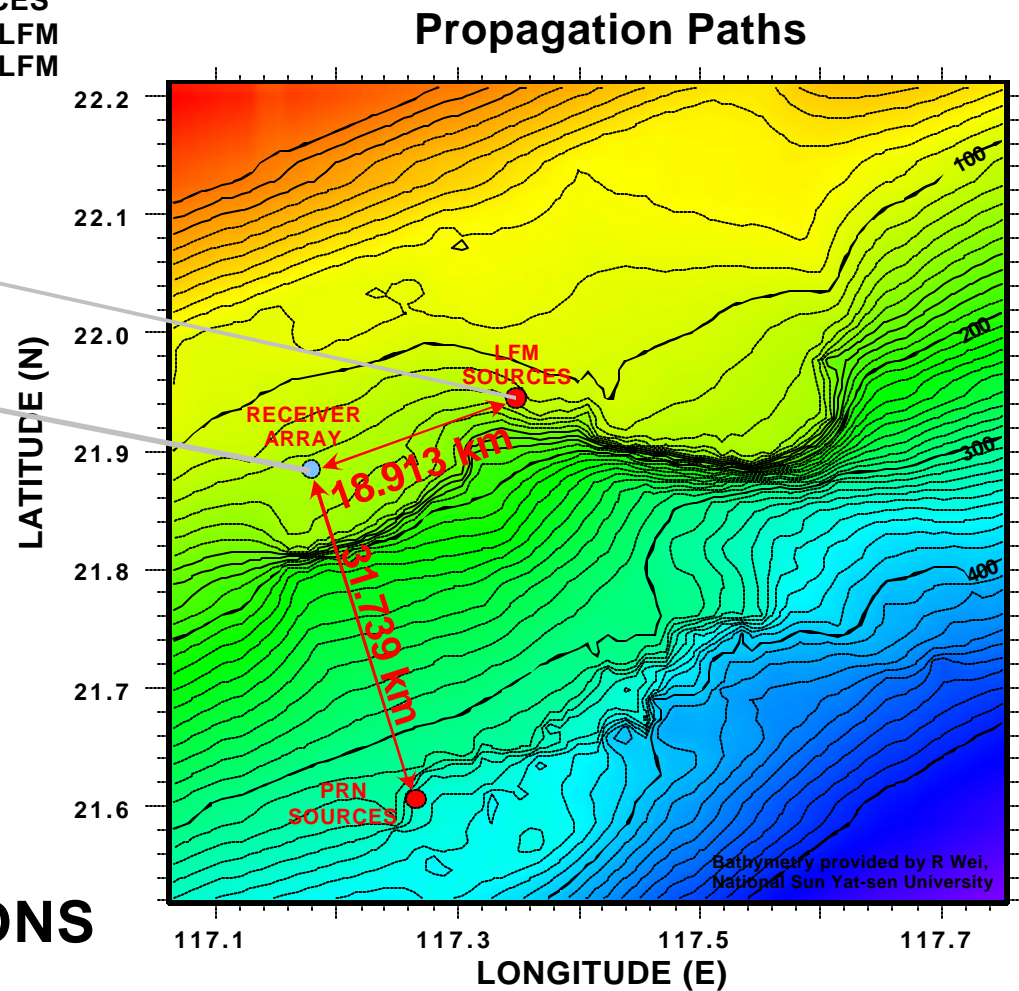 CES
LFM
LFM
Propagation Paths
22.2
22.1
22.0
21.9
21.8
21.7
21.6
LATITUDE (N)
100
200
300
400
LFM
SOURCES
RECEIVER
ARRAY
18.913 km
31.739 km
PRN
SOURCES
Bathymetry provided by R Wei,
National Sun Yat-sen University
ONS
117.1
117.3
117.5
117.7
LONGITUDE (E)